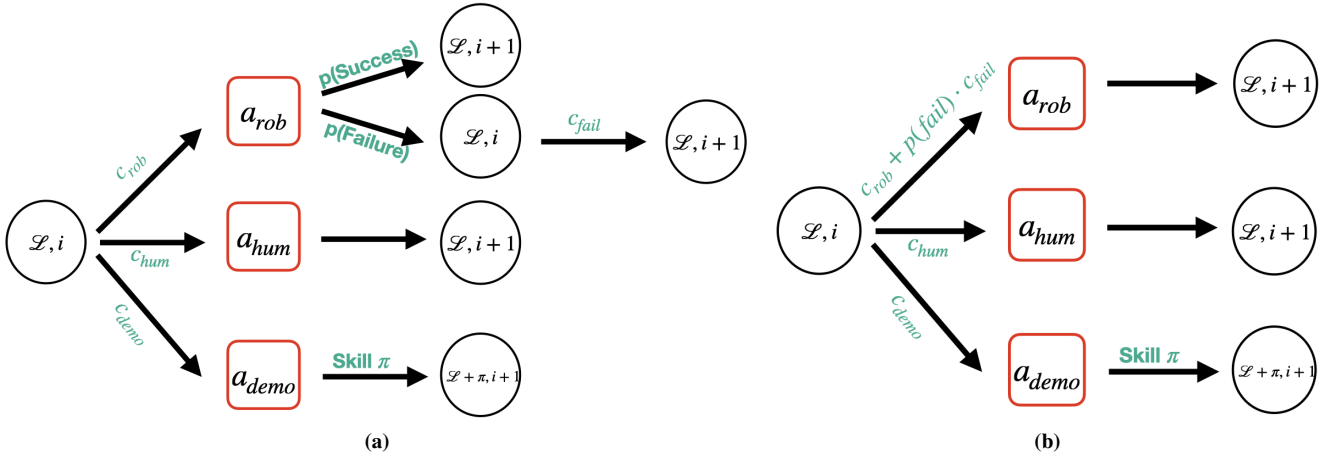 ℒ, i
c_rob
c_hum
c_demo
a_rob
a_hum
a_demo
p(Success)
p(Failure)
Skill π
ℒ, i + 1
ℒ, i
c_fail
ℒ, i + 1
ℒ, i + 1
ℒ + π, i + 1
(a)
ℒ, i
c_rob + p(fail) · c_fail
c_hum
c_demo
a_rob
a_hum
a_demo
Skill π
ℒ, i + 1
ℒ, i + 1
ℒ + π, i + 1
(b)